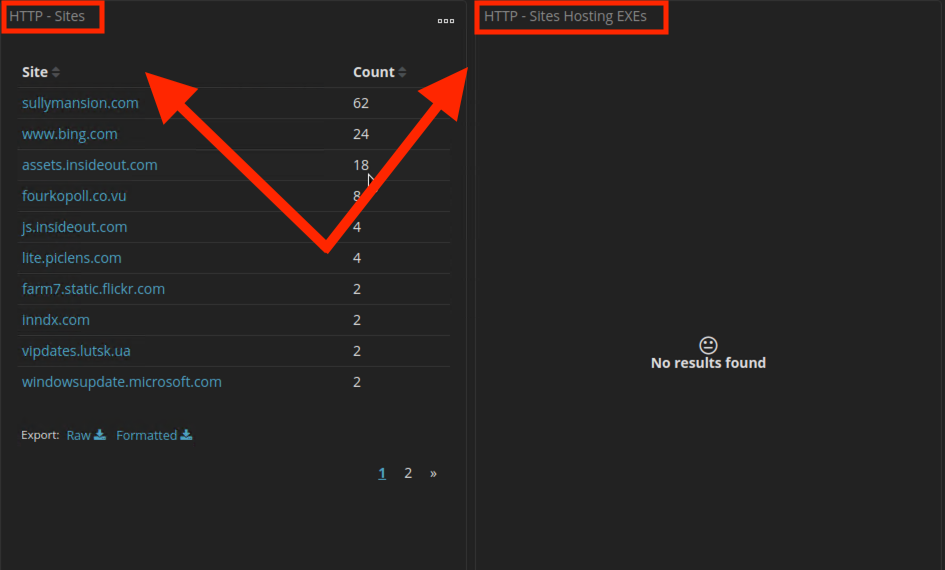 HTTP - Sites
HTTP - Sites Hosting EXEs
Site Count
sullymansion.com 62
www.bing.com 24
assets.insideout.com 18
fourkopoll.co.vu 8
js.insideout.com 4
lite.piclens.com 4
farm7.static.flickr.com 2
inndx.com 2
vipdates.lutsk.ua 2
windowsupdate.microsoft.com 2
Export: Raw Formatted
1 2 »
No results found